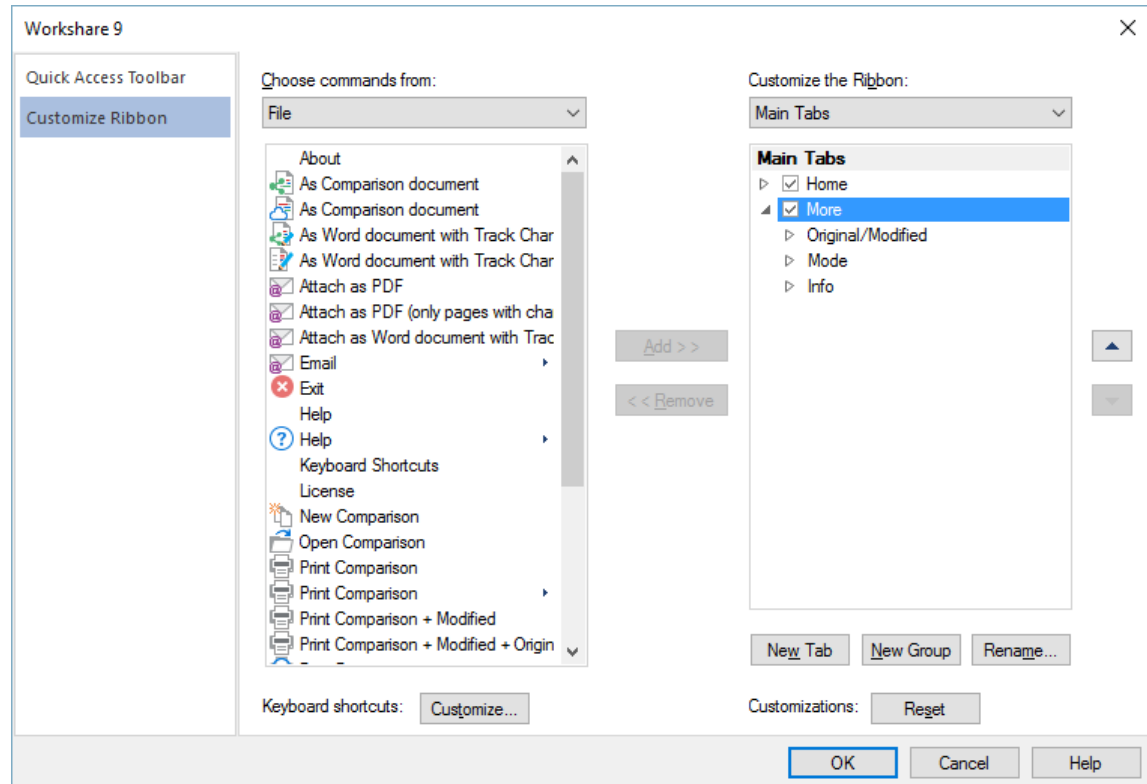 Workshare 9
Quick Access Toolbar
Customize Ribbon
Choose commands from:
File
About
As Comparison document
As Comparison document
As Word document with Track Char
As Word document with Track Char
Attach as PDF
Attach as PDF (only pages with cha
Attach as Word document with Trac
Email
Exit
Help
Help
Keyboard Shortcuts
License
New Comparison
Open Comparison
Print Comparison
Print Comparison
Print Comparison + Modified
Print Comparison + Modified + Origin
Keyboard shortcuts: Customize...
Add > >
< < Remove
Customize the Ribbon:
Main Tabs
Main Tabs
Home
More
Original/Modified
Mode
Info
New Tab New Group Rename...
Customizations: Reset
OK Cancel Help